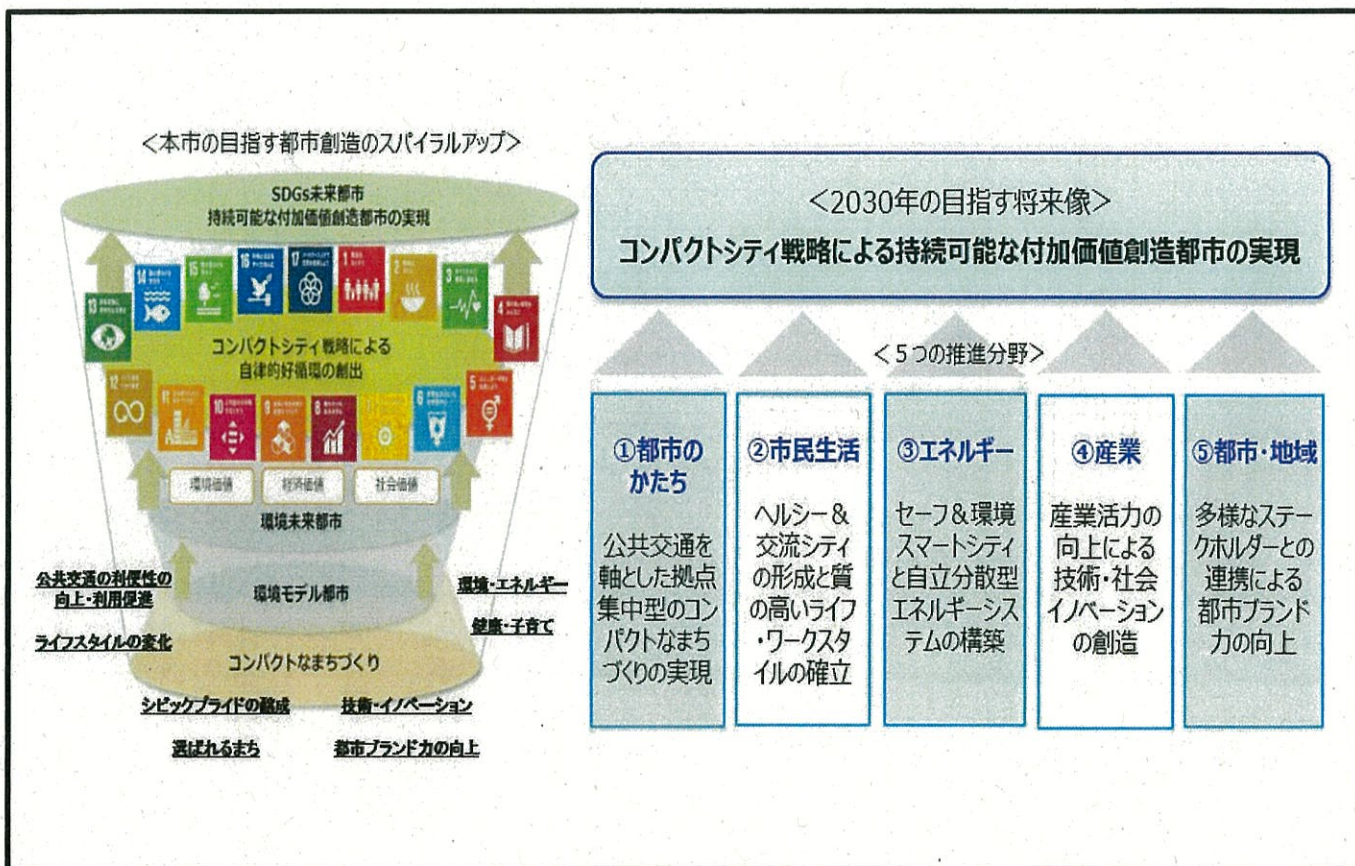 ＜本市の目指す都市創造のスパイラルアップ＞
SDGs未来都市
持続可能な付加価値創造都市の実現
13
14
15
16
17
1
2
3
4
コンパクトシティ戦略による
自律的好循環の創出
12
11
10
9
8
6
5
環境価値
経済価値
社会価値
環境未来都市
環境モデル都市
コンパクトなまちづくり
公共交通の利便性の
向上・利用促進
ライフスタイルの変化
環境・エネルギー
健康・子育て
シビックプライドの醸成
選ばれるまち
技術・イノベーション
都市ブランド力の向上
＜2030年の目指す将来像＞
コンパクトシティ戦略による持続可能な付加価値創造都市の実現
＜５つの推進分野＞
①都市の
かたち
公共交通を
軸とした拠点
集中型のコン
パクトなまち
づくりの実現
②市民生活
ヘルシー＆
交流シティ
の形成と質
の高いライフ
・ワークスタ
イルの確立
③エネルギー
セーフ＆環境
スマートシティ
と自立分散型
エネルギーシス
テムの構築
④産業
産業活力の
向上による
技術・社会
イノベーション
の創造
⑤都市・地域
多様なステー
クホルダーとの
連携による
都市ブランド
力の向上